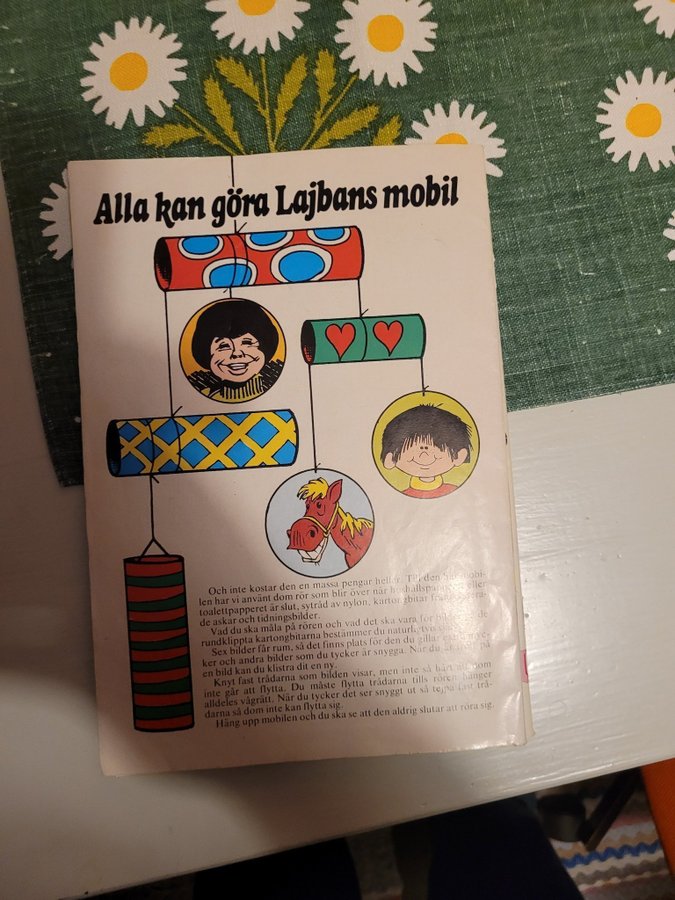 Alla kan göra Lajbans mobil
Och inte kostar den en massa pengar heller. Till den här mobi-
len har vi använt dom rör som blir över när hushållspapper eller
toalettpapperet är slut, sytråd av nylon, kartongbitar från
de askar och tidningsbilder.
Vad du ska måla på rören och vad det ska vara för bilder på de
rundklippta kartongbitarna bestämmer du naturligtvis
Sex bilder får rum, så det finns plats för den du gillar
ker och andra bilder som du tycker är snygga. När du är trött på
en bild kan du klistra dit en ny.
Knyt fast trådarna som bilden visar, men inte så hårt att dom
inte går att flytta. Du måste flytta trådarna tills rören hänger
alldeles vågrätt. När du tycker det ser snyggt ut så tejpa fast trå-
darna så dom inte kan flytta sig.
Häng upp mobilen och du ska se att den aldrig slutar att röra sig.